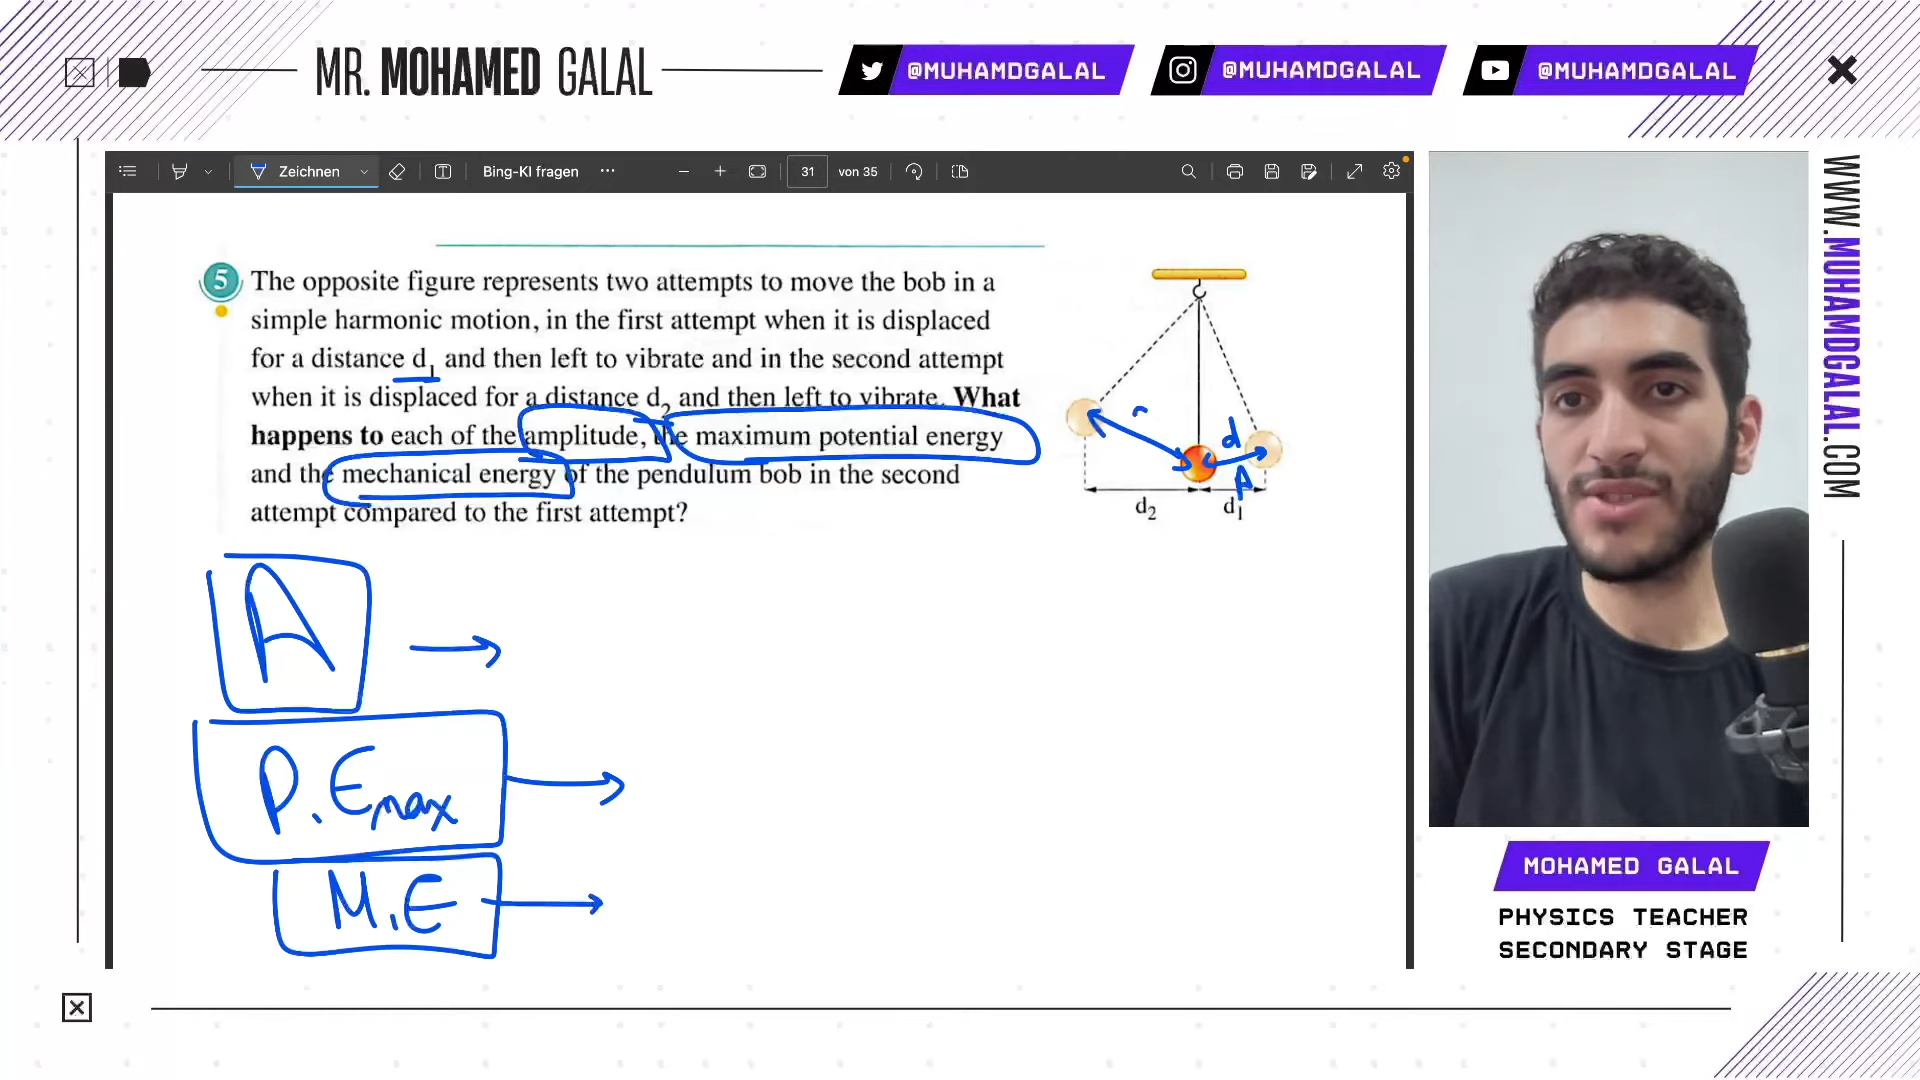 MR. MOHAMED GALAL
@MUHAMDGALAL
@MUHAMDGALAL
@MUHAMDGALAL
Zeichnen
Bing-KI fragen
31
von 35
5
The opposite figure represents two attempts to move the bob in a
simple harmonic motion, in the first attempt when it is displaced
for a distance d₁ and then left to vibrate and in the second attempt
when it is displaced for a distance d₂ and then left to vibrate. What
happens to each of the amplitude, the maximum potential energy
and the mechanical energy of the pendulum bob in the second
attempt compared to the first attempt?
d
A
d₂
d₁
A
P.Emax
M.E
WWW.MUHAMDGALAL.COM
MOHAMED GALAL
PHYSICS TEACHER
SECONDARY STAGE